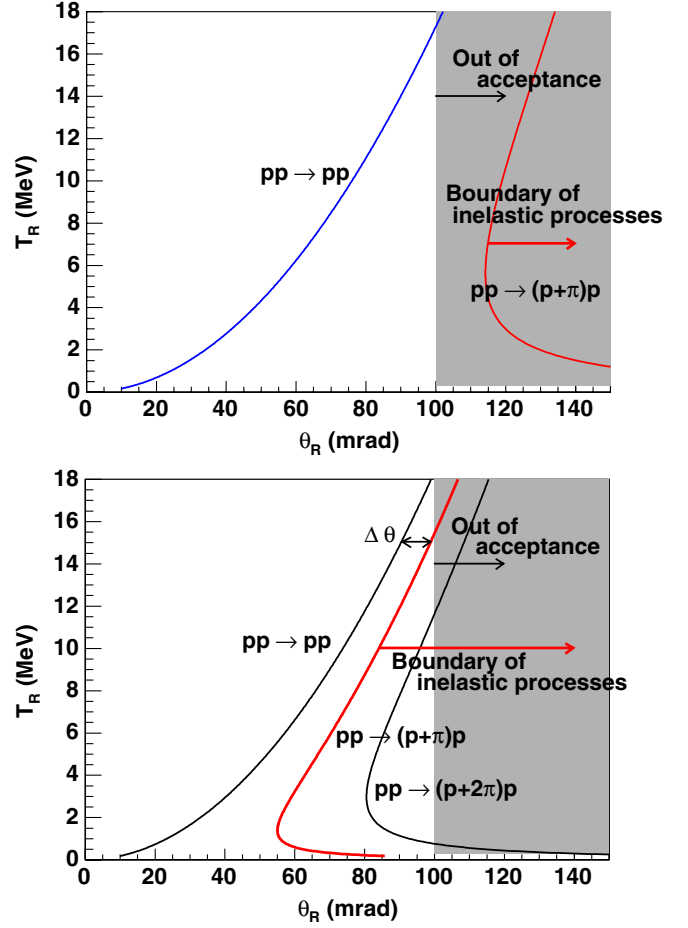 18
16
14
12
10
8
6
4
2
0
T_R (MeV)
Out of
acceptance
pp → pp
Boundary of
inelastic processes
pp → (p+π)p
0 20 40 60 80 100 120 140
θ_R (mrad)
18
16
14
12
10
8
6
4
2
0
T_R (MeV)
Δ θ
Out of
acceptance
pp → pp
Boundary of
inelastic processes
pp → (p+π)p
pp → (p+2π)p
0 20 40 60 80 100 120 140
θ_R (mrad)